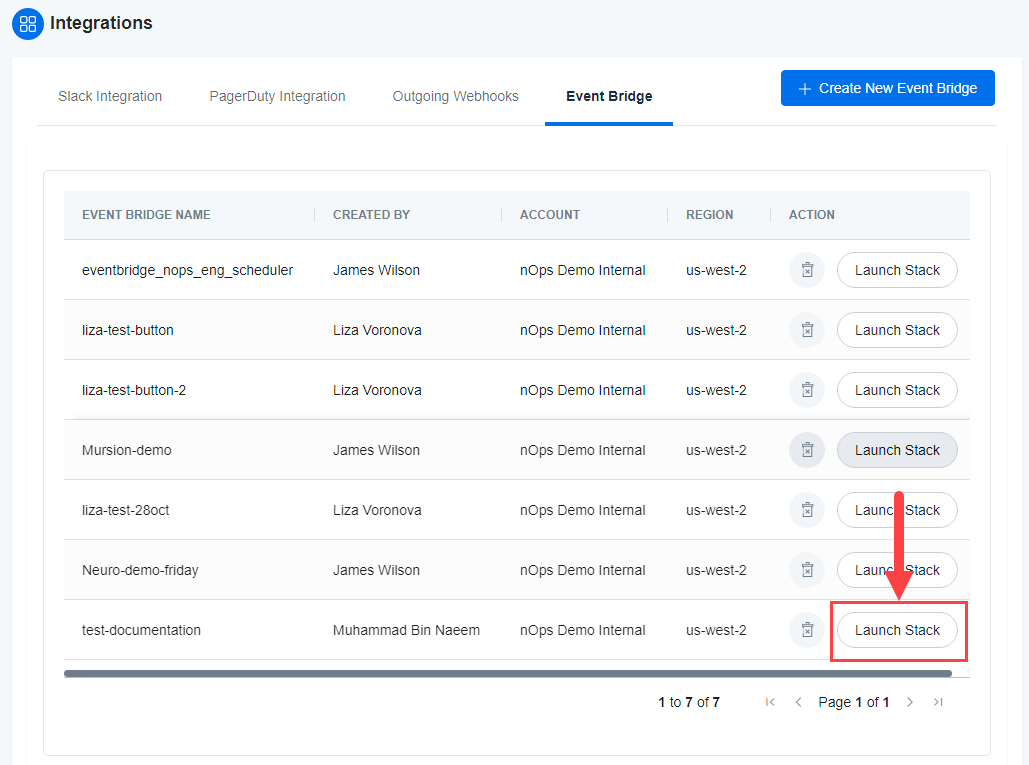 Integrations
Slack Integration PagerDuty Integration Outgoing Webhooks Event Bridge + Create New Event Bridge
EVENT BRIDGE NAME CREATED BY ACCOUNT REGION ACTION
eventbridge_nops_eng_scheduler James Wilson nOps Demo Internal us-west-2 Launch Stack
liza-test-button Liza Voronova nOps Demo Internal us-west-2 Launch Stack
liza-test-button-2 Liza Voronova nOps Demo Internal us-west-2 Launch Stack
Mursion-demo James Wilson nOps Demo Internal us-west-2 Launch Stack
liza-test-28oct Liza Voronova nOps Demo Internal us-west-2 Launch Stack
Neuro-demo-friday James Wilson nOps Demo Internal us-west-2 Launch Stack
test-documentation Muhammad Bin Naeem nOps Demo Internal us-west-2 Launch Stack
1 to 7 of 7 Page 1 of 1